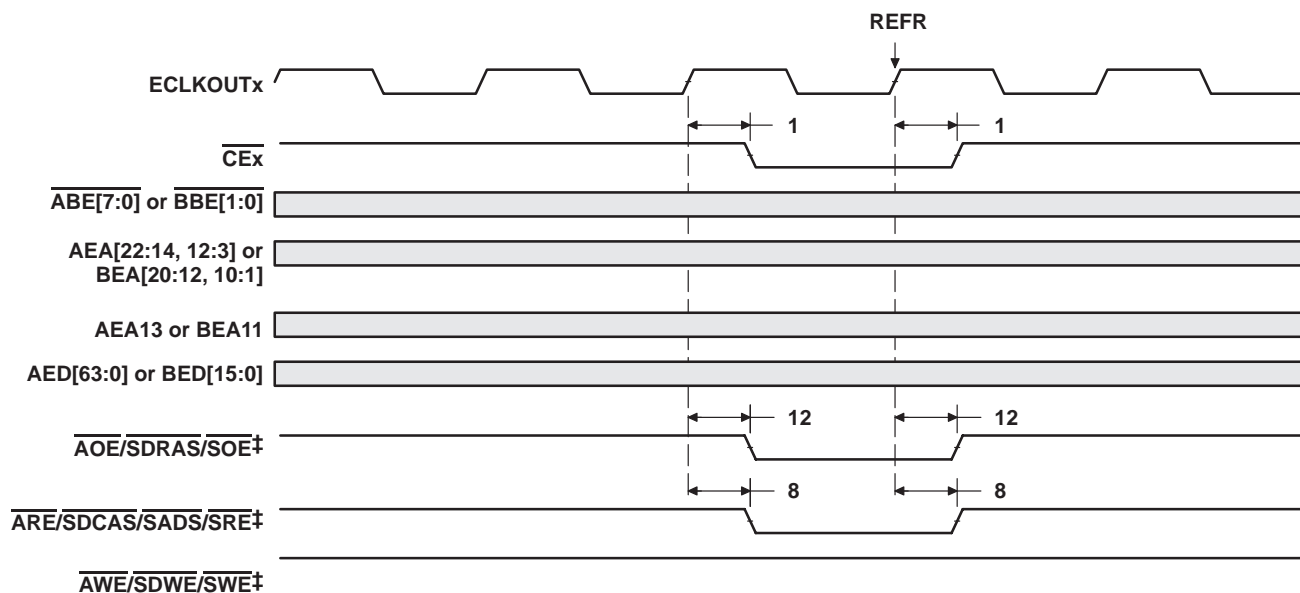 REFR
ECLKOUTx
1 1
CEx
ABE[7:0] or BBE[1:0]
AEA[22:14, 12:3] or
BEA[20:12, 10:1]
AEA13 or BEA11
AED[63:0] or BED[15:0]
12 12
AOE/SDRAS/SOE‡
8 8
ARE/SDCAS/SADS/SRE‡
AWE/SDWE/SWE‡